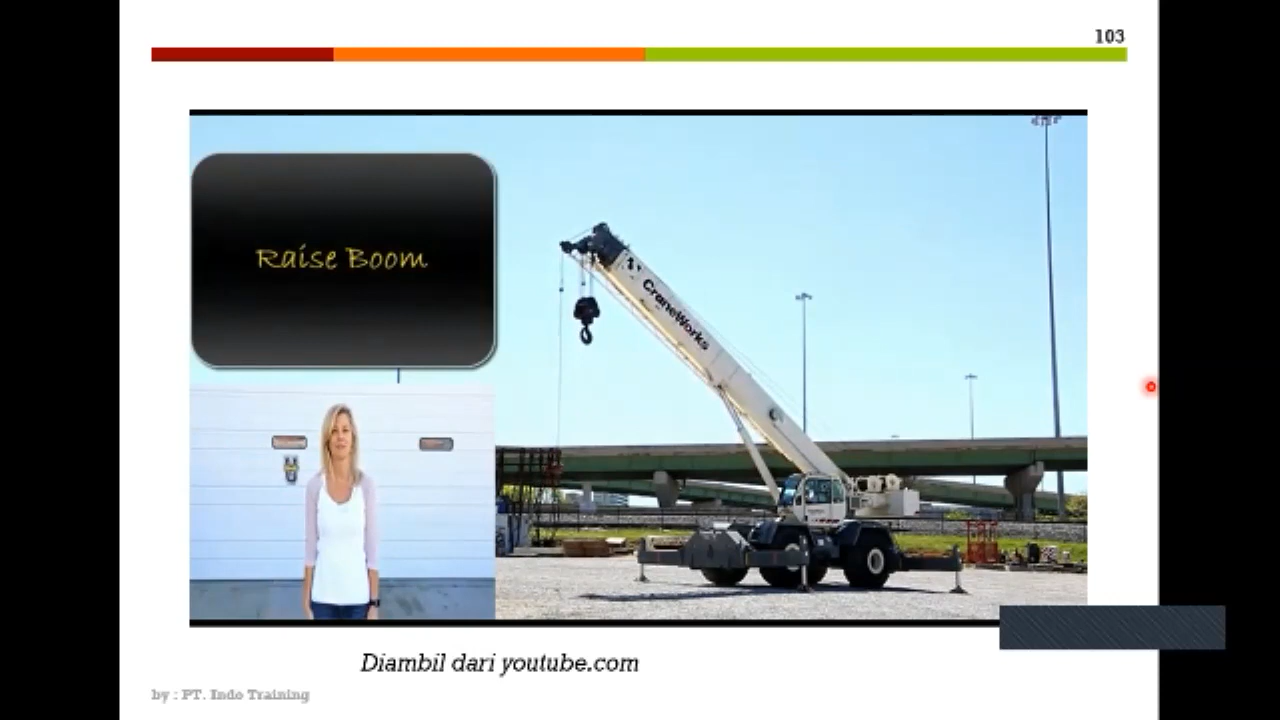 103
Raise Boom
CraneWorks
Diambil dari youtube.com
by : PT. Indo Training